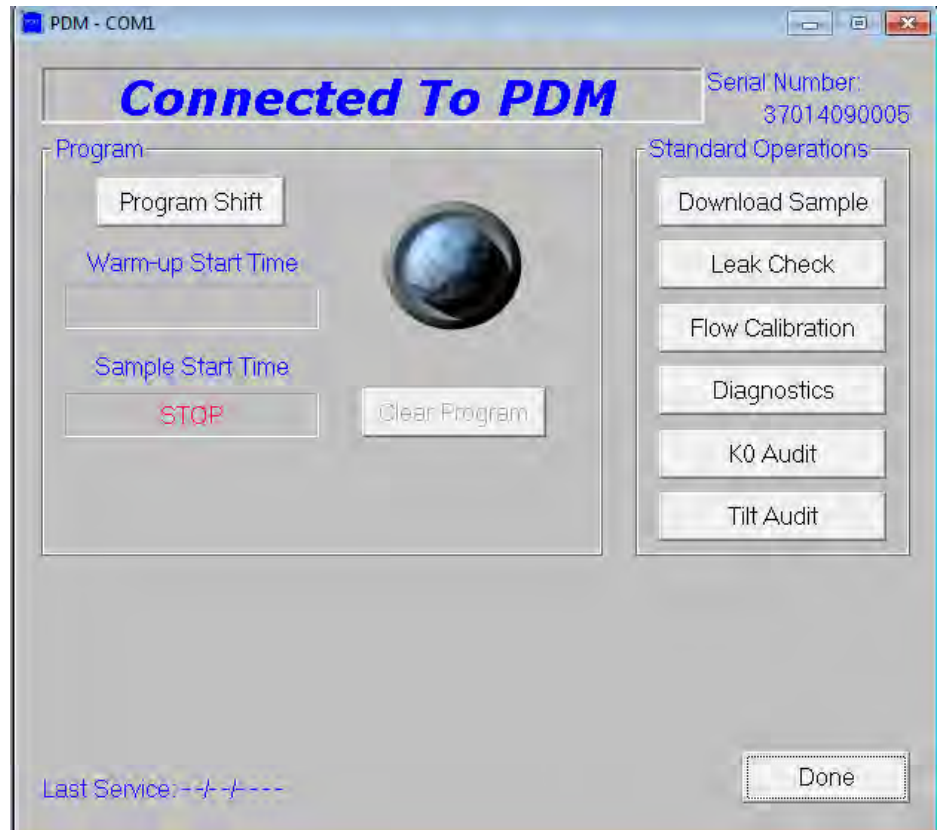 PDM - COM1
Connected To PDM
Serial Number:
37014090005
Program
Program Shift
Warm-up Start Time
Sample Start Time
STOP
Clear Program
Standard Operations
Download Sample
Leak Check
Flow Calibration
Diagnostics
K0 Audit
Tilt Audit
Last Service: --/--/----
Done